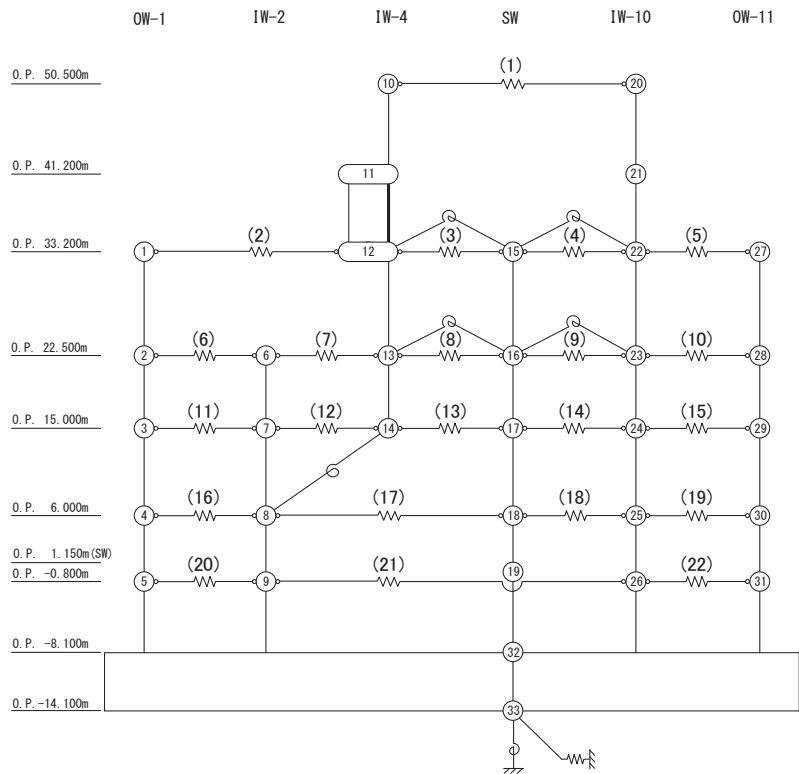 OW-1 IW-2 IW-4 SW IW-10 OW-11
O.P. 50.500m 10 (1) 20
O.P. 41.200m 11 21
O.P. 33.200m 1 (2) 12 (3) 15 (4) 22 (5) 27
O.P. 22.500m 2 (6) 6 (7) 13 (8) 16 (9) 23 (10) 28
O.P. 15.000m 3 (11) 7 (12) 14 (13) 17 (14) 24 (15) 29
O.P. 6.000m 4 (16) 8 (17) 18 (18) 25 (19) 30
O.P. 1.150m(SW) 19
O.P. -0.800m 5 (20) 9 (21) 26 (22) 31
O.P. -8.100m 32
O.P.-14.100m 33